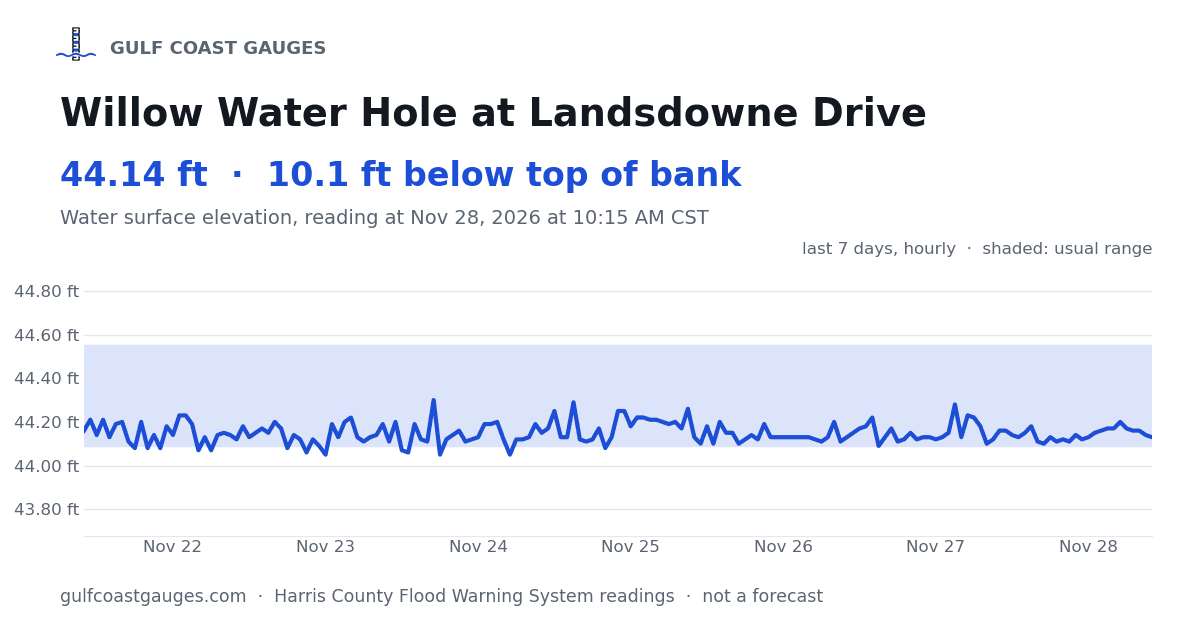 GULF COAST GAUGES
Willow Water Hole at Landsdowne Drive
44.14 ft · 10.1 ft below top of bank
Water surface elevation, reading at Nov 28, 2026 at 10:15 AM CST
last 7 days, hourly · shaded: usual range
44.80 ft
44.60 ft
44.40 ft
44.20 ft
44.00 ft
43.80 ft
Nov 22 Nov 23 Nov 24 Nov 25 Nov 26 Nov 27 Nov 28
gulfcoastgauges.com · Harris County Flood Warning System readings · not a forecast